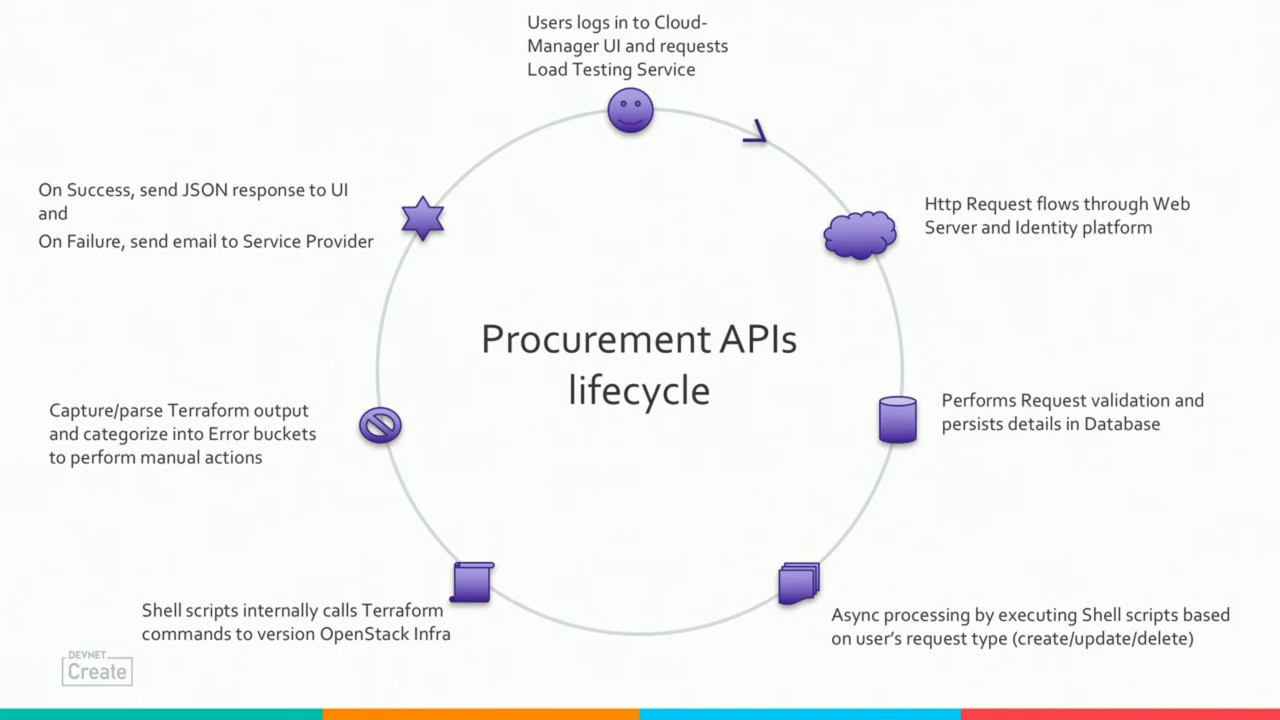 Users logs in to Cloud-
Manager UI and requests
Load Testing Service
Http Request flows through Web
Server and Identity platform
Performs Request validation and
persists details in Database
Async processing by executing Shell scripts based
on user's request type (create/update/delete)
Shell scripts internally calls Terraform
commands to version OpenStack Infra
Capture/parse Terraform output
and categorize into Error buckets
to perform manual actions
On Success, send JSON response to UI
and
On Failure, send email to Service Provider
Procurement APIs
lifecycle
DEVNET
Create